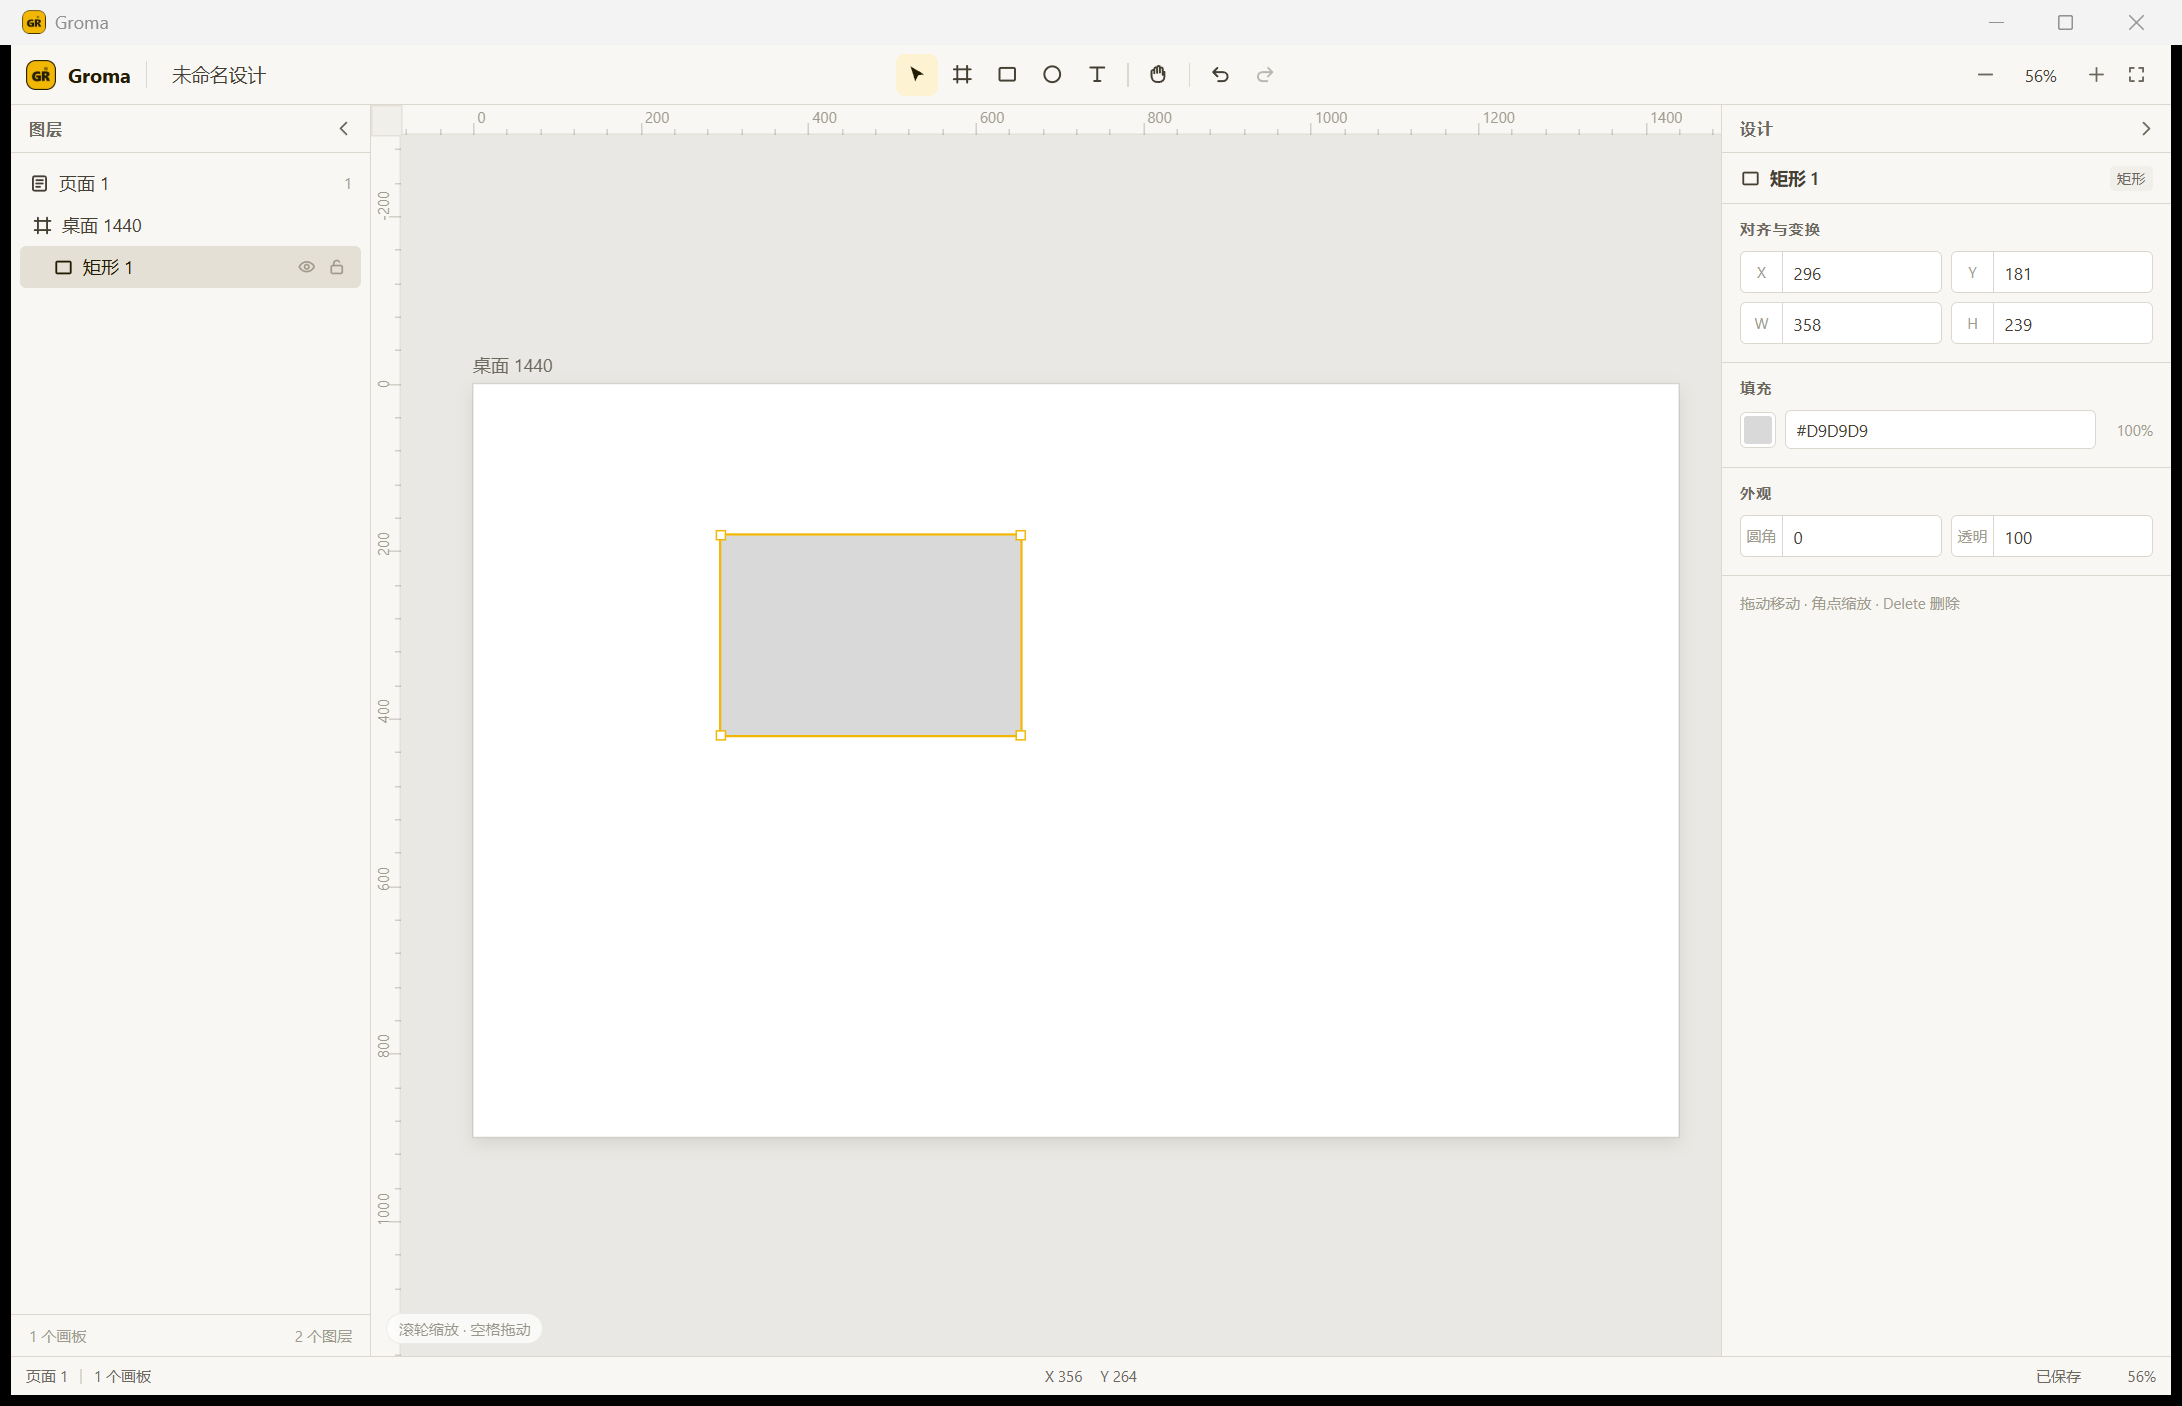 GR Groma
GR Groma 未命名设计 56%
图层
页面 1 1
桌面 1440
矩形 1
0 200 400 600 800 1000 1200 1400
-200
0
200
400
600
800
1000
桌面 1440
滚轮缩放 · 空格拖动
1 个画板 2 个图层
设计
矩形 1 矩形
对齐与变换
X 296 Y 181
W 358 H 239
填充
#D9D9D9 100%
外观
圆角 0 透明 100
拖动移动 · 角点缩放 · Delete 删除
页面 1 1 个画板 X 356 Y 264 已保存 56%